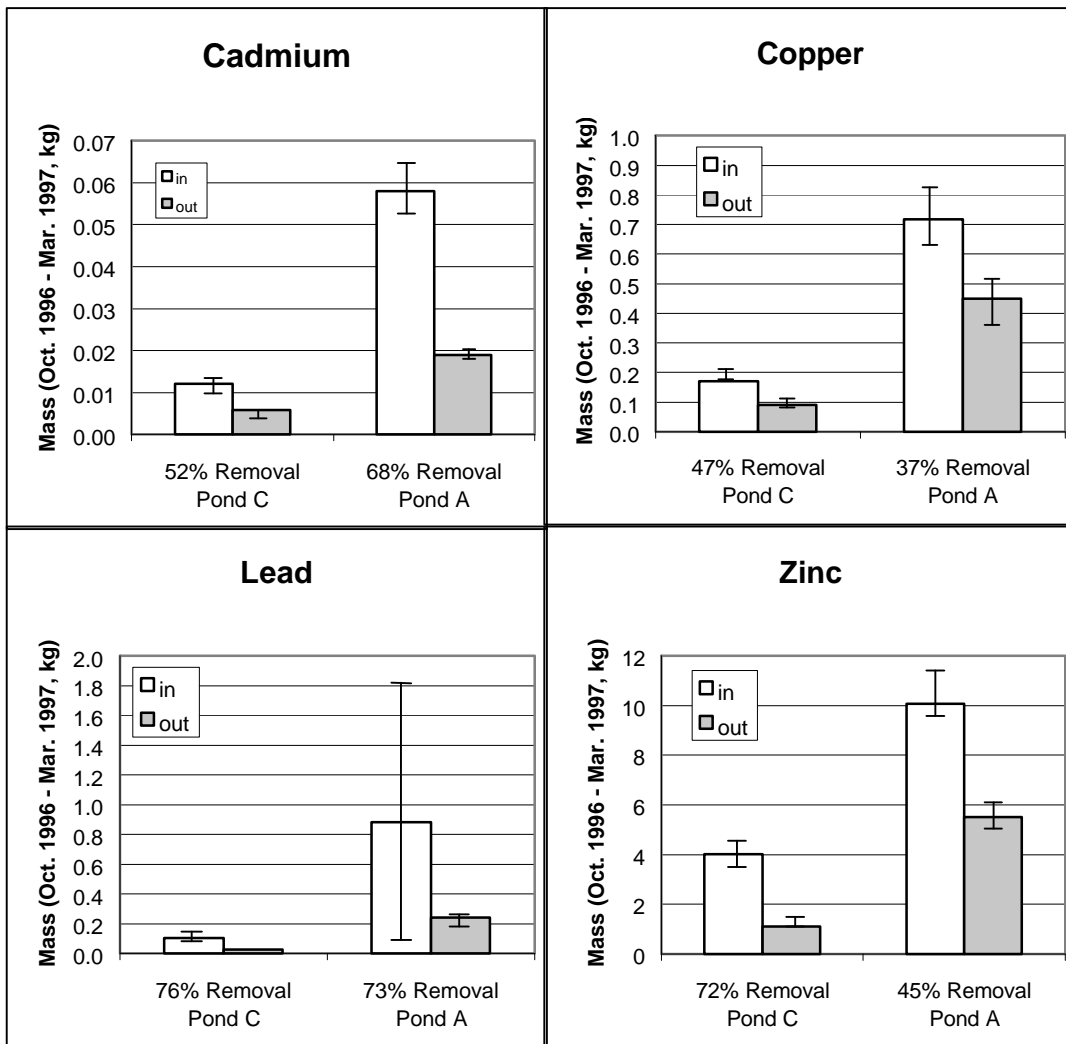 Cadmium
Mass (Oct. 1996 - Mar. 1997, kg)
0.07
0.06
0.05
0.04
0.03
0.02
0.01
0.00
in
out
52% Removal
Pond C
68% Removal
Pond A
Copper
Mass (Oct. 1996 - Mar. 1997, kg)
1.0
0.9
0.8
0.7
0.6
0.5
0.4
0.3
0.2
0.1
0.0
in
out
47% Removal
Pond C
37% Removal
Pond A
Lead
Mass (Oct. 1996 - Mar. 1997, kg)
2.0
1.8
1.6
1.4
1.2
1.0
0.8
0.6
0.4
0.2
0.0
in
out
76% Removal
Pond C
73% Removal
Pond A
Zinc
Mass (Oct. 1996 - Mar. 1997, kg)
12
10
8
6
4
2
0
in
out
72% Removal
Pond C
45% Removal
Pond A